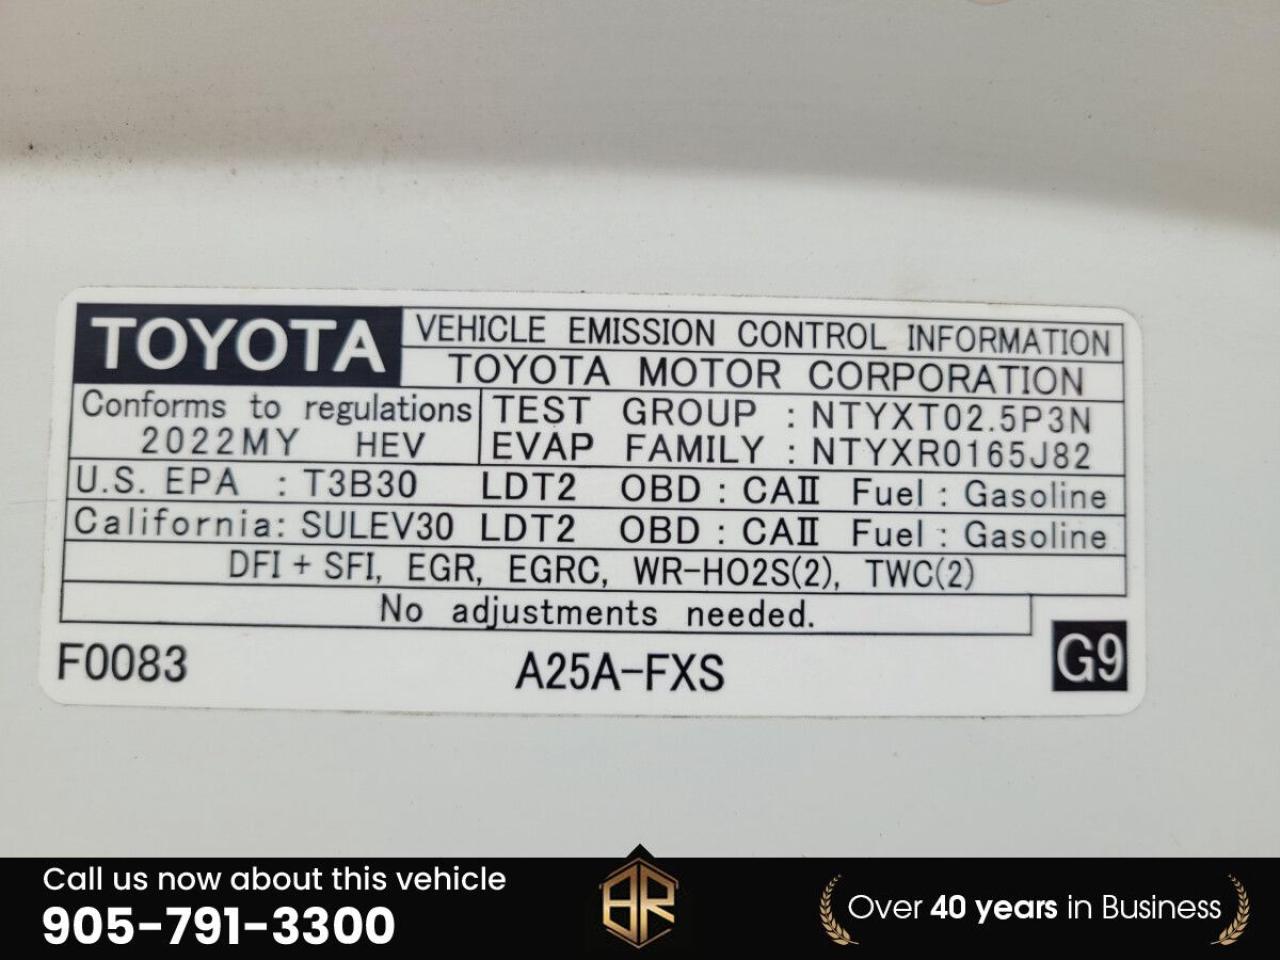 TOYOTA
VEHICLE EMISSION CONTROL INFORMATION
TOYOTA MOTOR CORPORATION
Conforms to regulations
2022MY HEV
TEST GROUP : NTYXT02.5P3N
EVAP FAMILY : NTYXR0165J82
U.S. EPA : T3B30 LDT2 OBD : CAⅡ Fuel : Gasoline
California: SULEV30 LDT2 OBD : CAⅡ Fuel : Gasoline
DFI + SFI, EGR, EGRC, WR-HO2S(2), TWC(2)
No adjustments needed.
F0083 A25A-FXS G9
Call us now about this vehicle
905-791-3300
BR
Over 40 years in Business